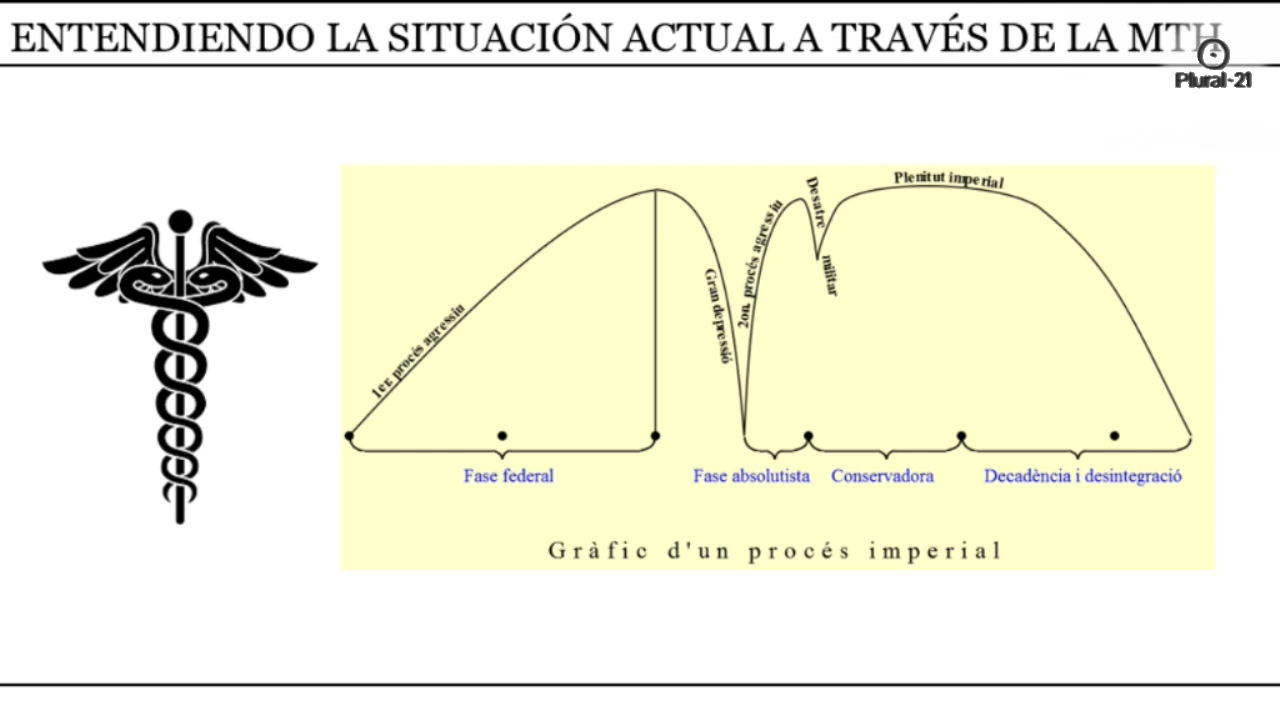 ENTENDIENDO LA SITUACIÓN ACTUAL A TRAVÉS DE LA MTH
Plural-21
Plenitut imperial
Desatre
militar
2on. procés agressiu
Gran depressió
1er. procés agressiu
Fase federal
Fase absolutista
Conservadora
Decadència i desintegració
Gràfic d'un procés imperial